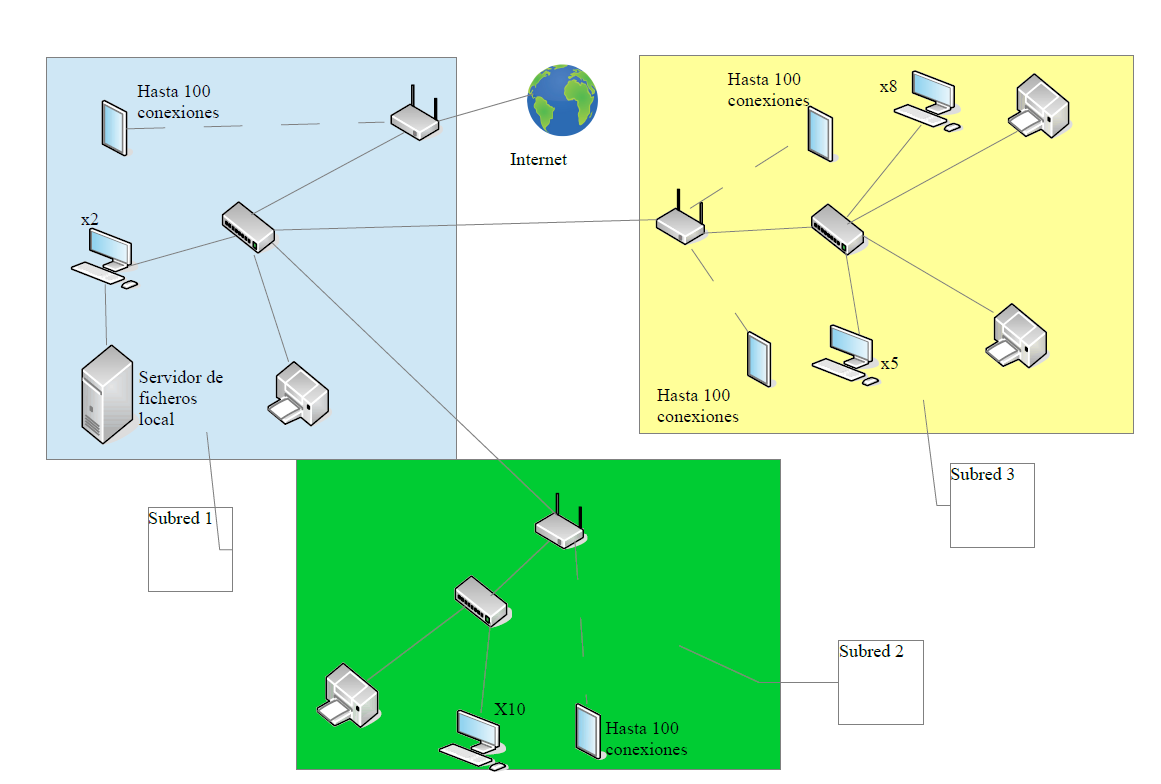 Hasta 100
conexiones
x2
Servidor de
ficheros
local
Internet
Hasta 100
conexiones
x8
x5
Hasta 100
conexiones
Subred 1
Subred 3
Subred 2
X10
Hasta 100
conexiones